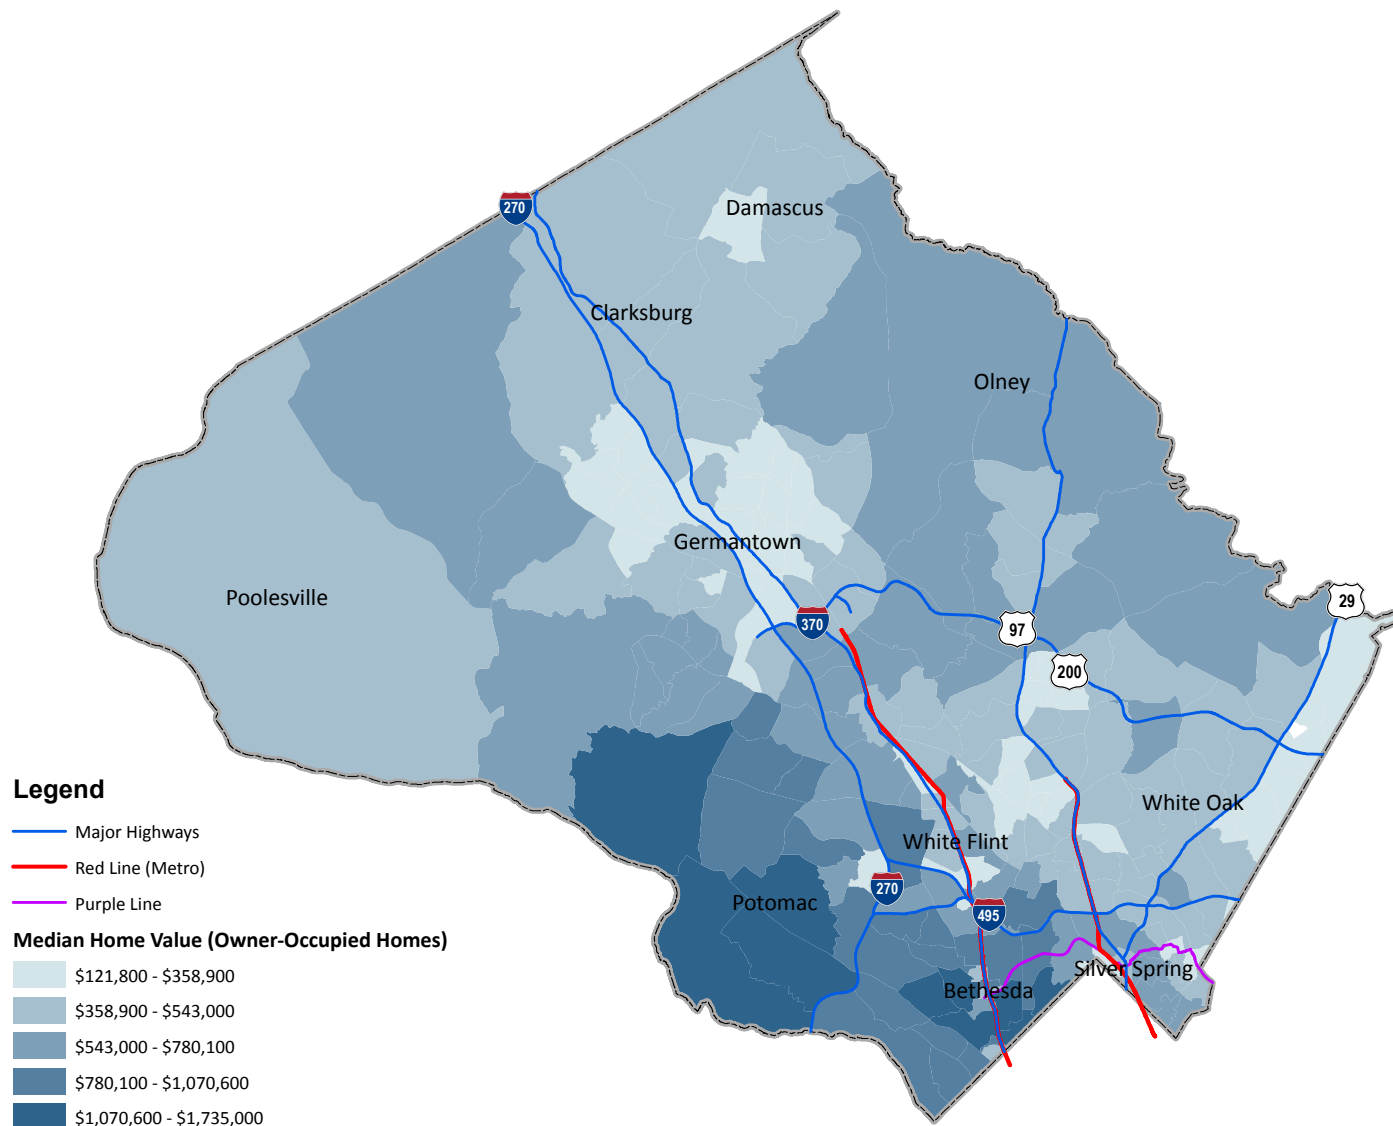 270
Damascus
Clarksburg
Olney
Germantown
Poolesville
29
370
97
200
White Oak
White Flint
270
Potomac
495
Silver Spring
Bethesda
Legend
Major Highways
Red Line (Metro)
Purple Line
Median Home Value (Owner-Occupied Homes)
$121,800 - $358,900
$358,900 - $543,000
$543,000 - $780,100
$780,100 - $1,070,600
$1,070,600 - $1,735,000